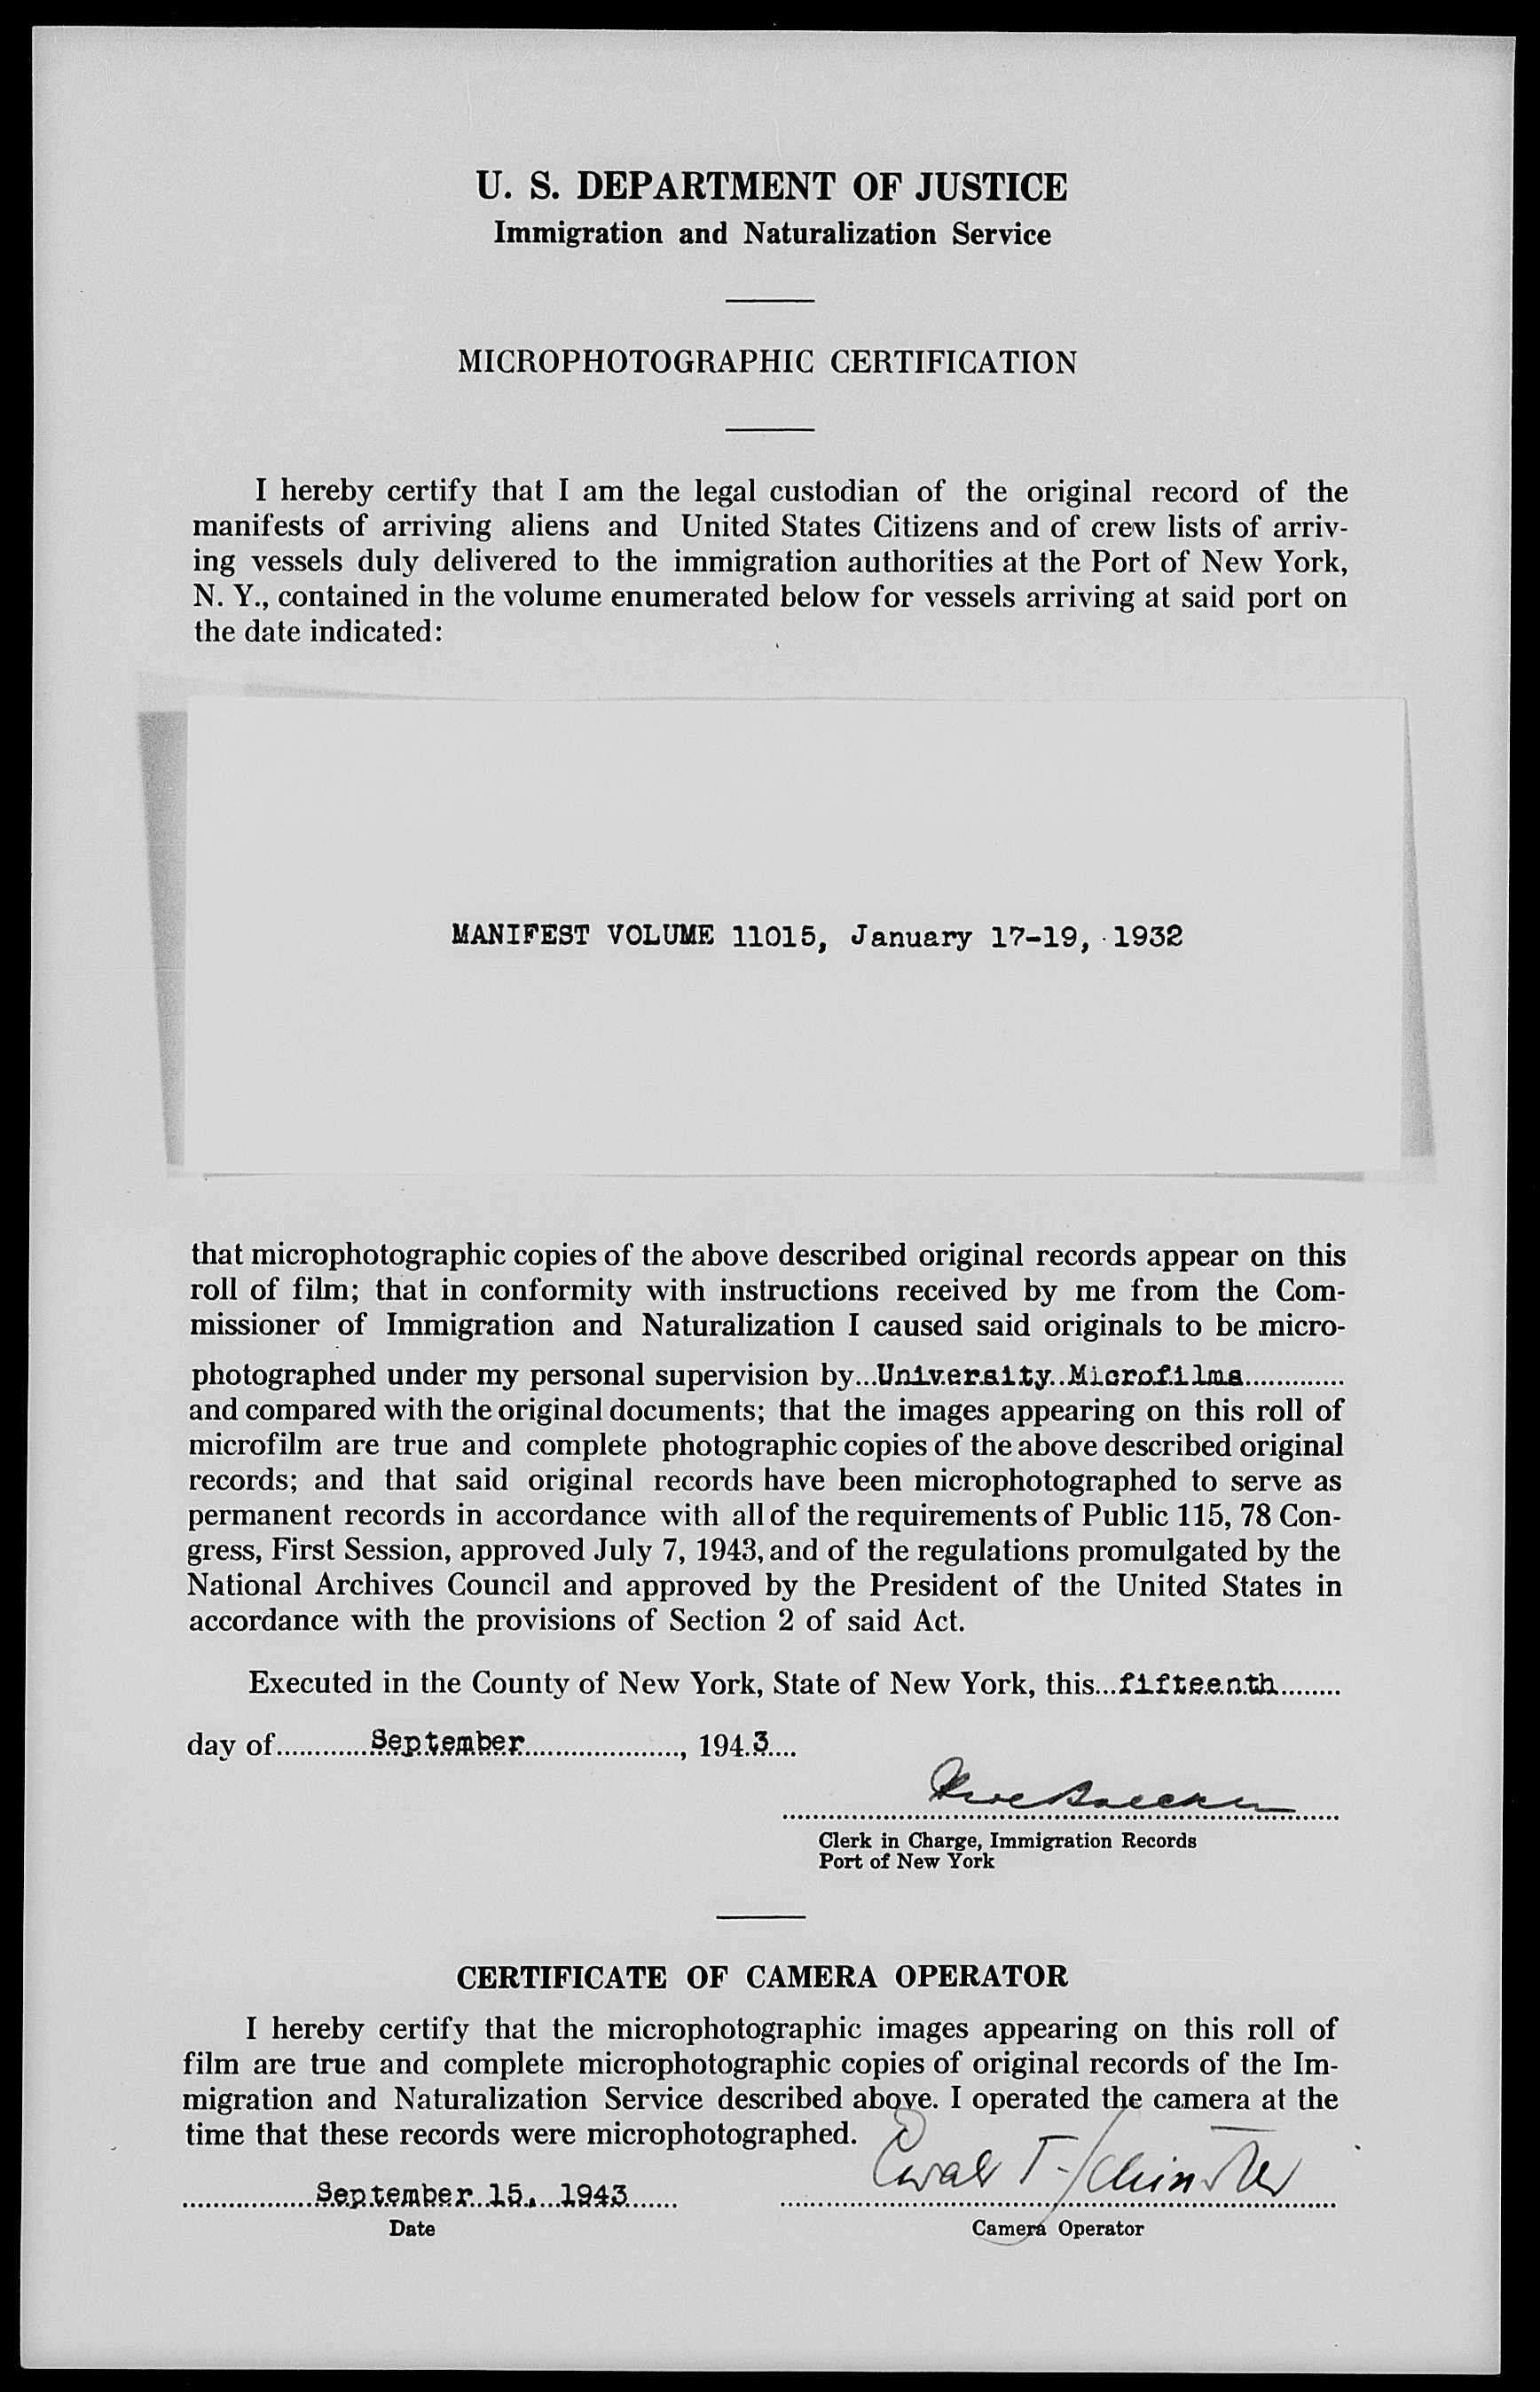 U. S. DEPARTMENT OF JUSTICE
Immigration and Naturalization Service
MICROPHOTOGRAPHIC CERTIFICATION
I hereby certify that I am the legal custodian of the original record of the
manifests of arriving aliens and United States Citizens and of crew lists of arriv-
ing vessels duly delivered to the immigration authorities at the Port of New York,
N. Y., contained in the volume enumerated below for vessels arriving at said port on
the date indicated:
MANIFEST VOLUME 11015, January 17-19, 1932
that microphotographic copies of the above described original records appear on this
roll of film; that in conformity with instructions received by me from the Com-
missioner of Immigration and Naturalization I caused said originals to be micro-
photographed under my personal supervision by...University Microfilms.............
and compared with the original documents; that the images appearing on this roll of
microfilm are true and complete photographic copies of the above described original
records; and that said original records have been microphotographed to serve as
permanent records in accordance with all of the requirements of Public 115, 78 Con-
gress, First Session, approved July 7, 1943, and of the regulations promulgated by the
National Archives Council and approved by the President of the United States in
accordance with the provisions of Section 2 of said Act.
Executed in the County of New York, State of New York, this...fifteenth........
day of............September...................., 194.3....
Clerk in Charge, Immigration Records
Port of New York
CERTIFICATE OF CAMERA OPERATOR
I hereby certify that the microphotographic images appearing on this roll of
film are true and complete microphotographic copies of original records of the Im-
migration and Naturalization Service described above. I operated the camera at the
time that these records were microphotographed.
September 15, 1943
Date
Camera Operator